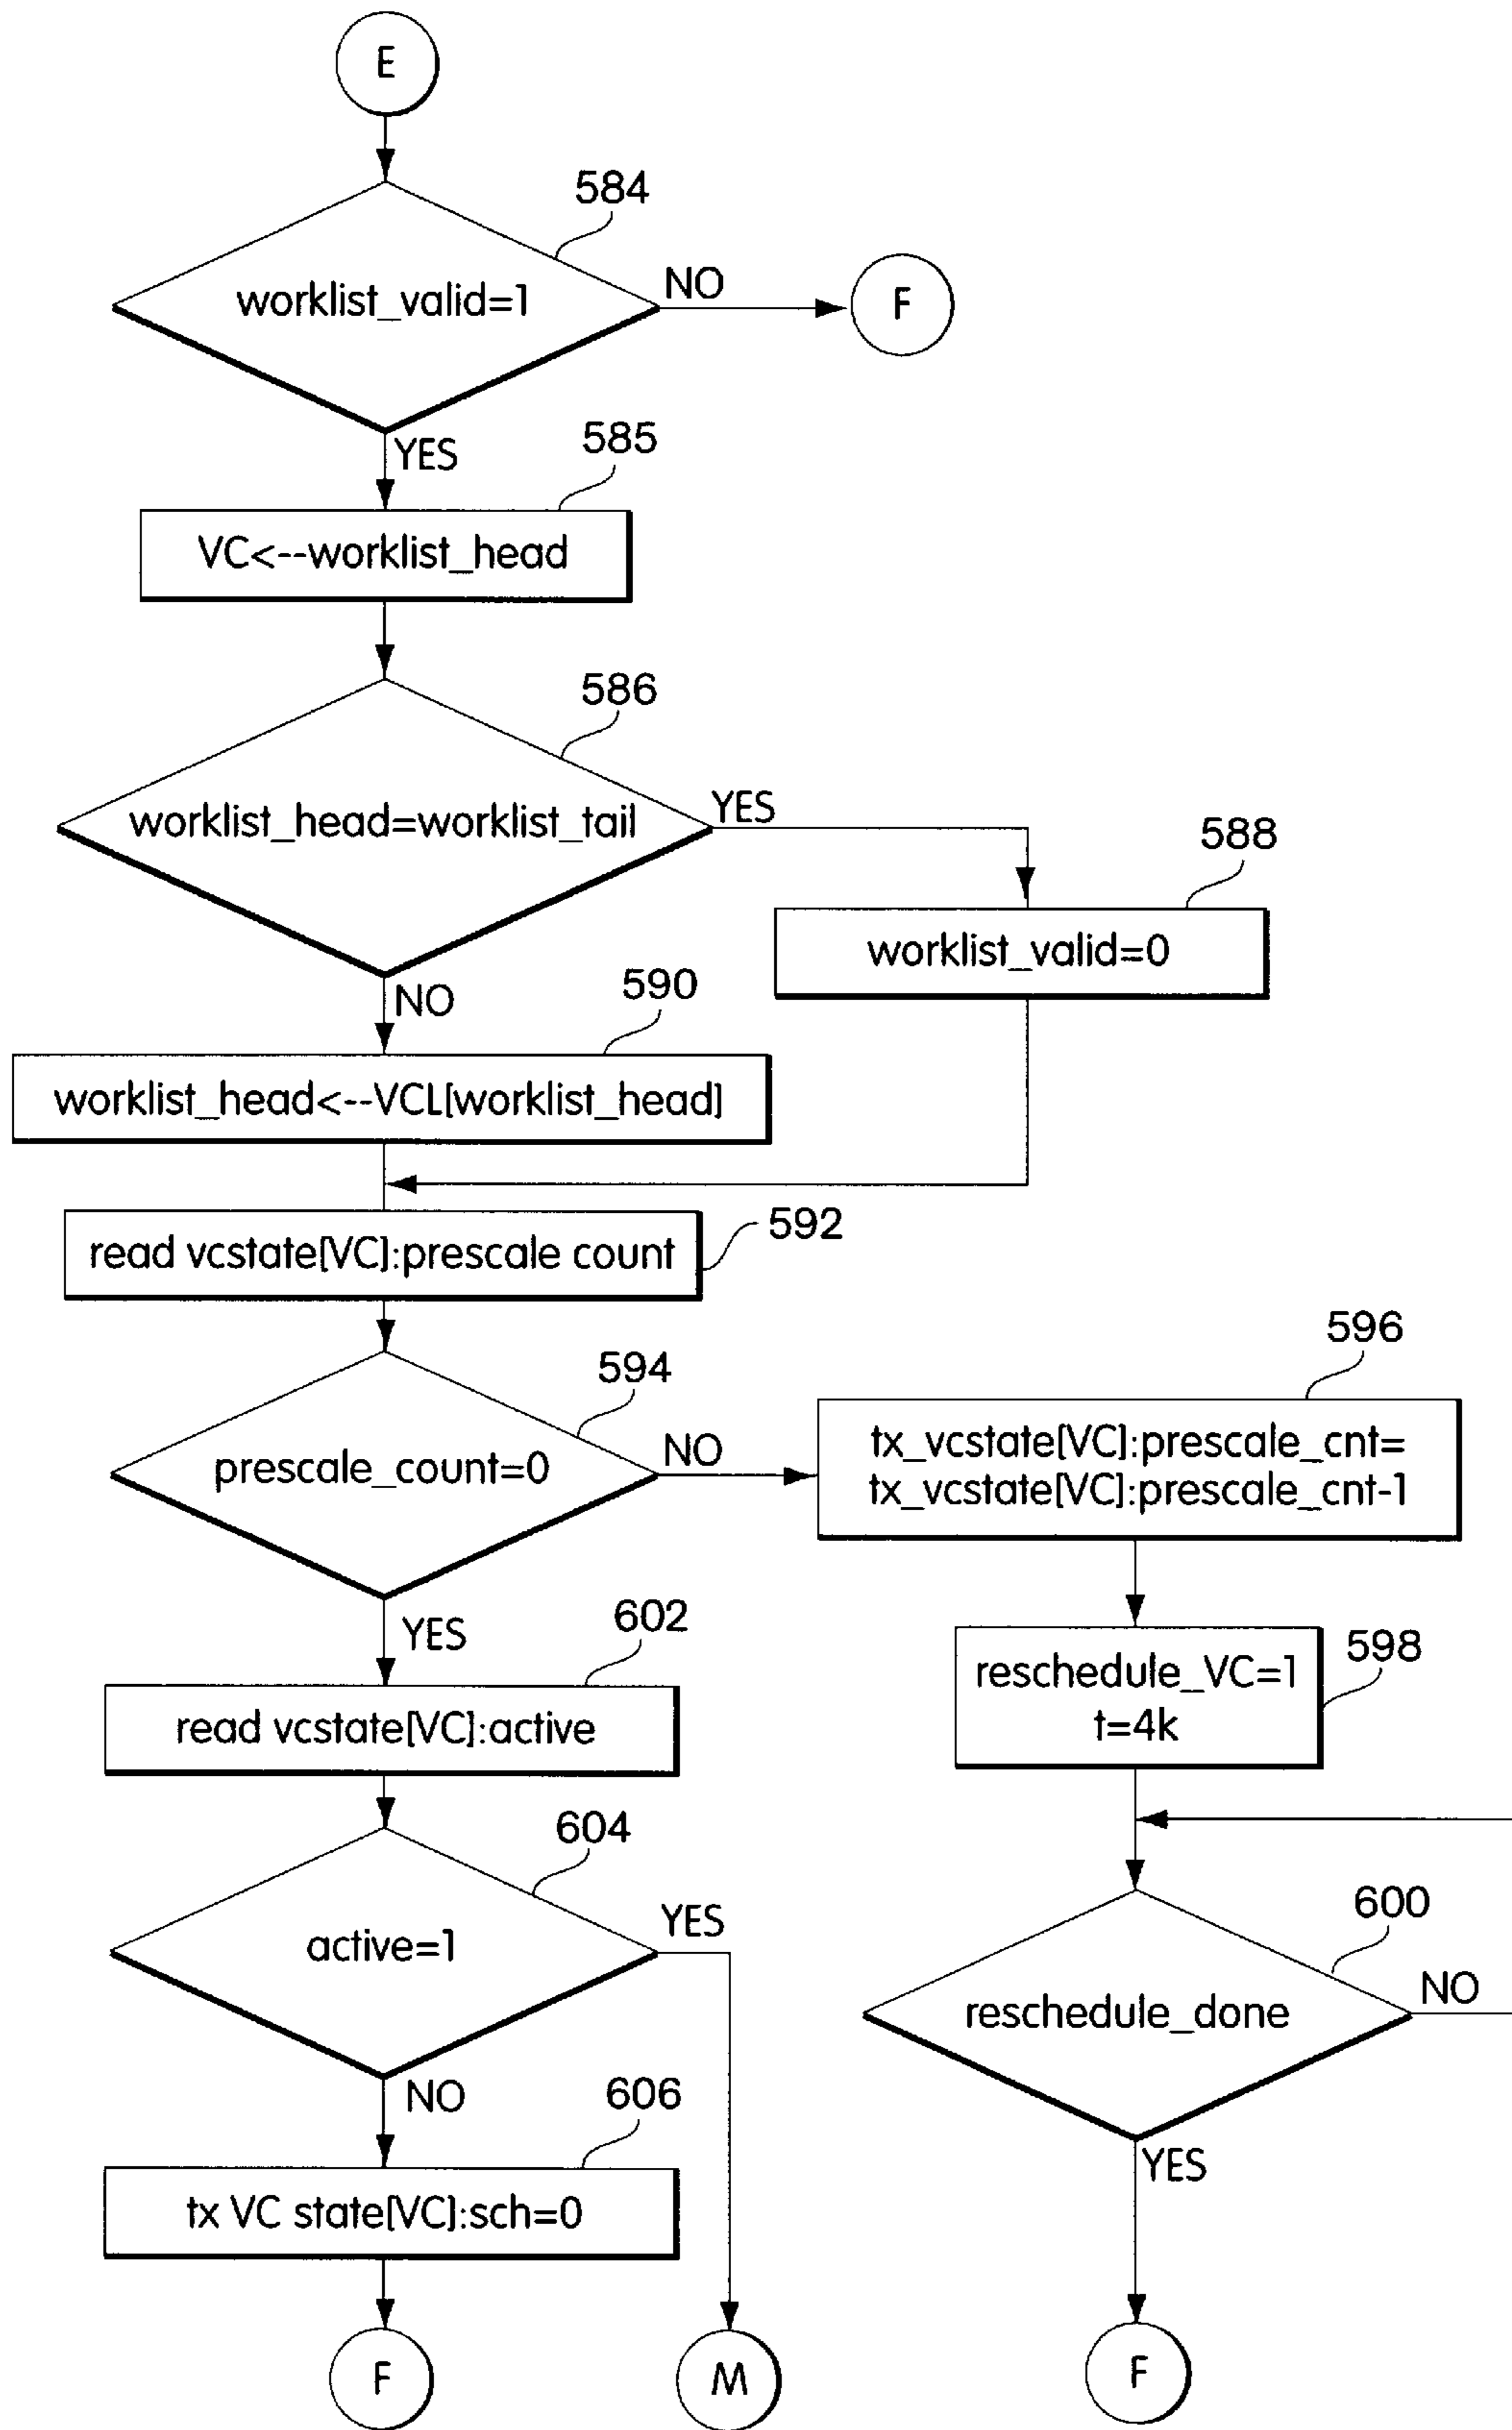 E
584
worklist_valid=1
NO
F
YES
585
VC<--worklist_head
586
worklist_head=worklist_tail
YES
588
worklist_valid=0
NO
590
worklist_head<--VCL[worklist_head]
592
read vcstate[VC]:prescale count
594
prescale_count=0
NO
596
tx_vcstate[VC]:prescale_cnt=
tx_vcstate[VC]:prescale_cnt-1
YES
602
598
reschedule_VC=1
t=4k
read vcstate[VC]:active
604
active=1
YES
600
reschedule_done
NO
NO
606
YES
tx VC state[VC]:sch=0
F
M
F